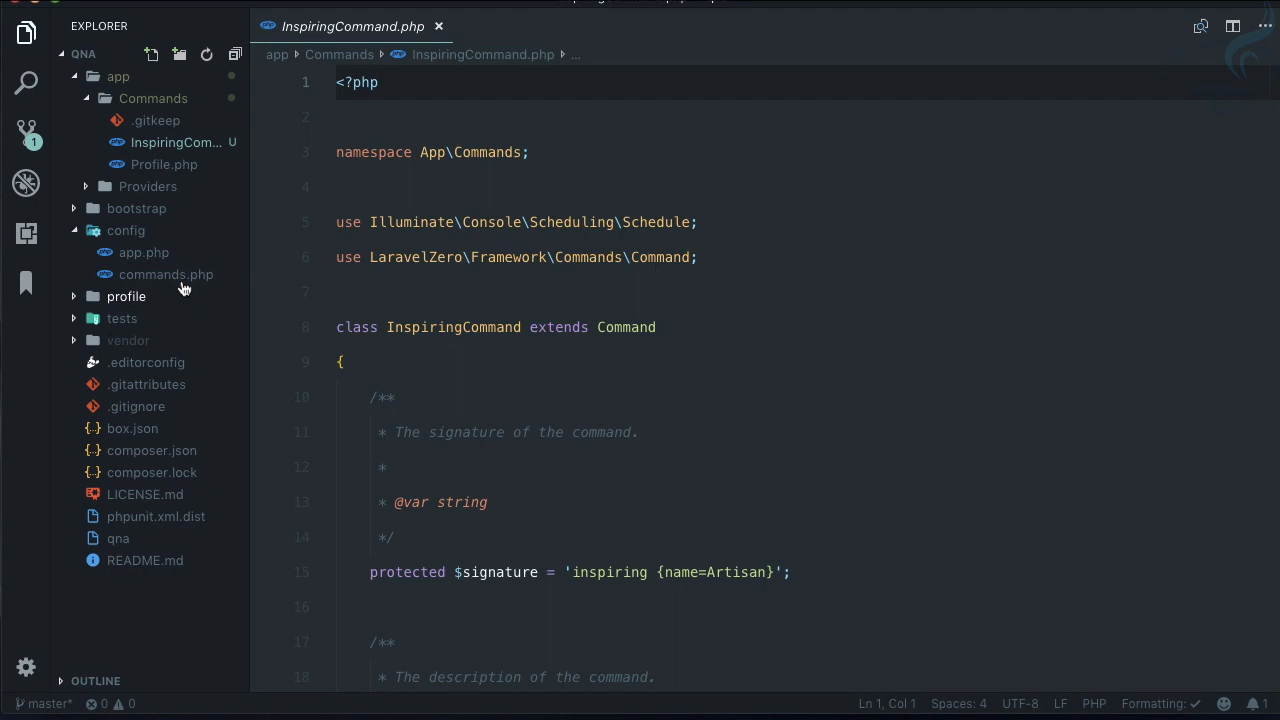 EXPLORER
QNA
app
Commands
.gitkeep
InspiringCom... U
Profile.php
Providers
bootstrap
config
app.php
commands.php
profile
tests
vendor
.editorconfig
.gitattributes
.gitignore
box.json
composer.json
composer.lock
LICENSE.md
phpunit.xml.dist
qna
README.md
OUTLINE
1
InspiringCommand.php
app Commands InspiringCommand.php ...
1 <?php
2
3 namespace App\Commands;
4
5 use Illuminate\Console\Scheduling\Schedule;
6 use LaravelZero\Framework\Commands\Command;
7
8 class InspiringCommand extends Command
9 {
10 /**
11 * The signature of the command.
12 *
13 * @var string
14 */
15 protected $signature = 'inspiring {name=Artisan}';
16
17 /**
18 * The description of the command.
master* 0 0 Ln 1, Col 1 Spaces: 4 UTF-8 LF PHP Formatting: ✓ 1